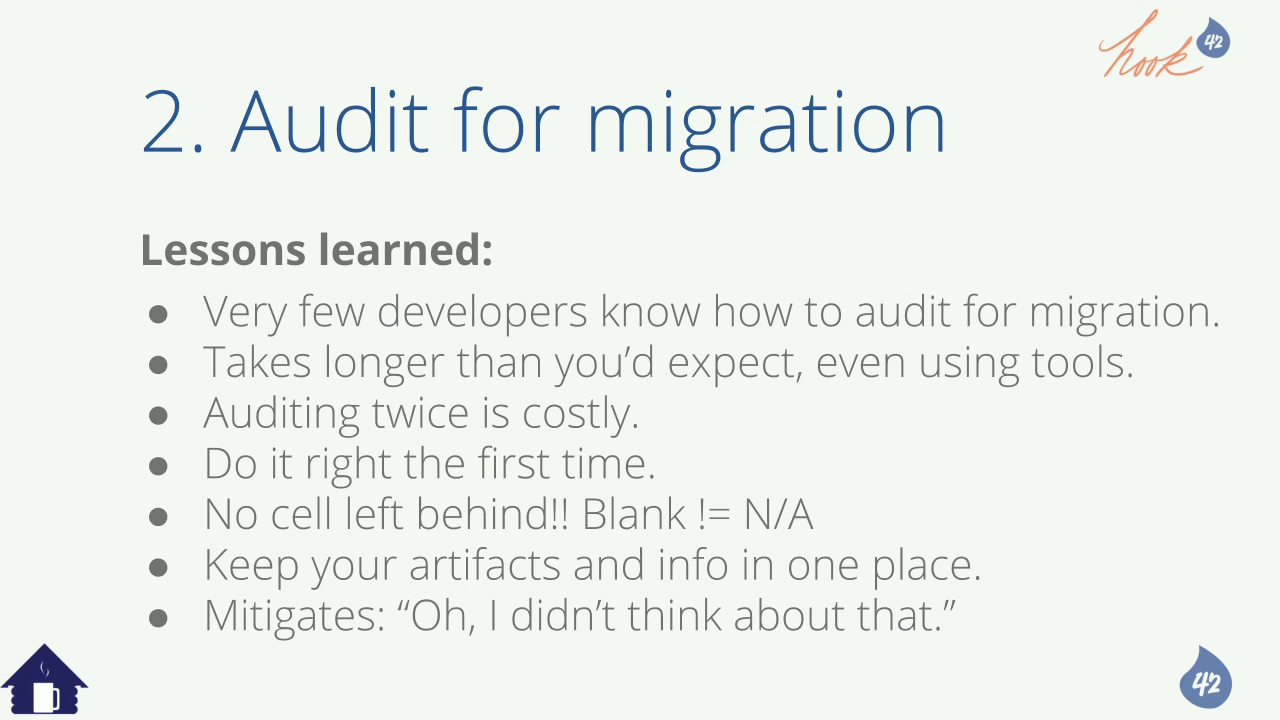 hook 42
2. Audit for migration
Lessons learned:
● Very few developers know how to audit for migration.
● Takes longer than you’d expect, even using tools.
● Auditing twice is costly.
● Do it right the first time.
● No cell left behind!! Blank != N/A
● Keep your artifacts and info in one place.
● Mitigates: “Oh, I didn’t think about that.”
42